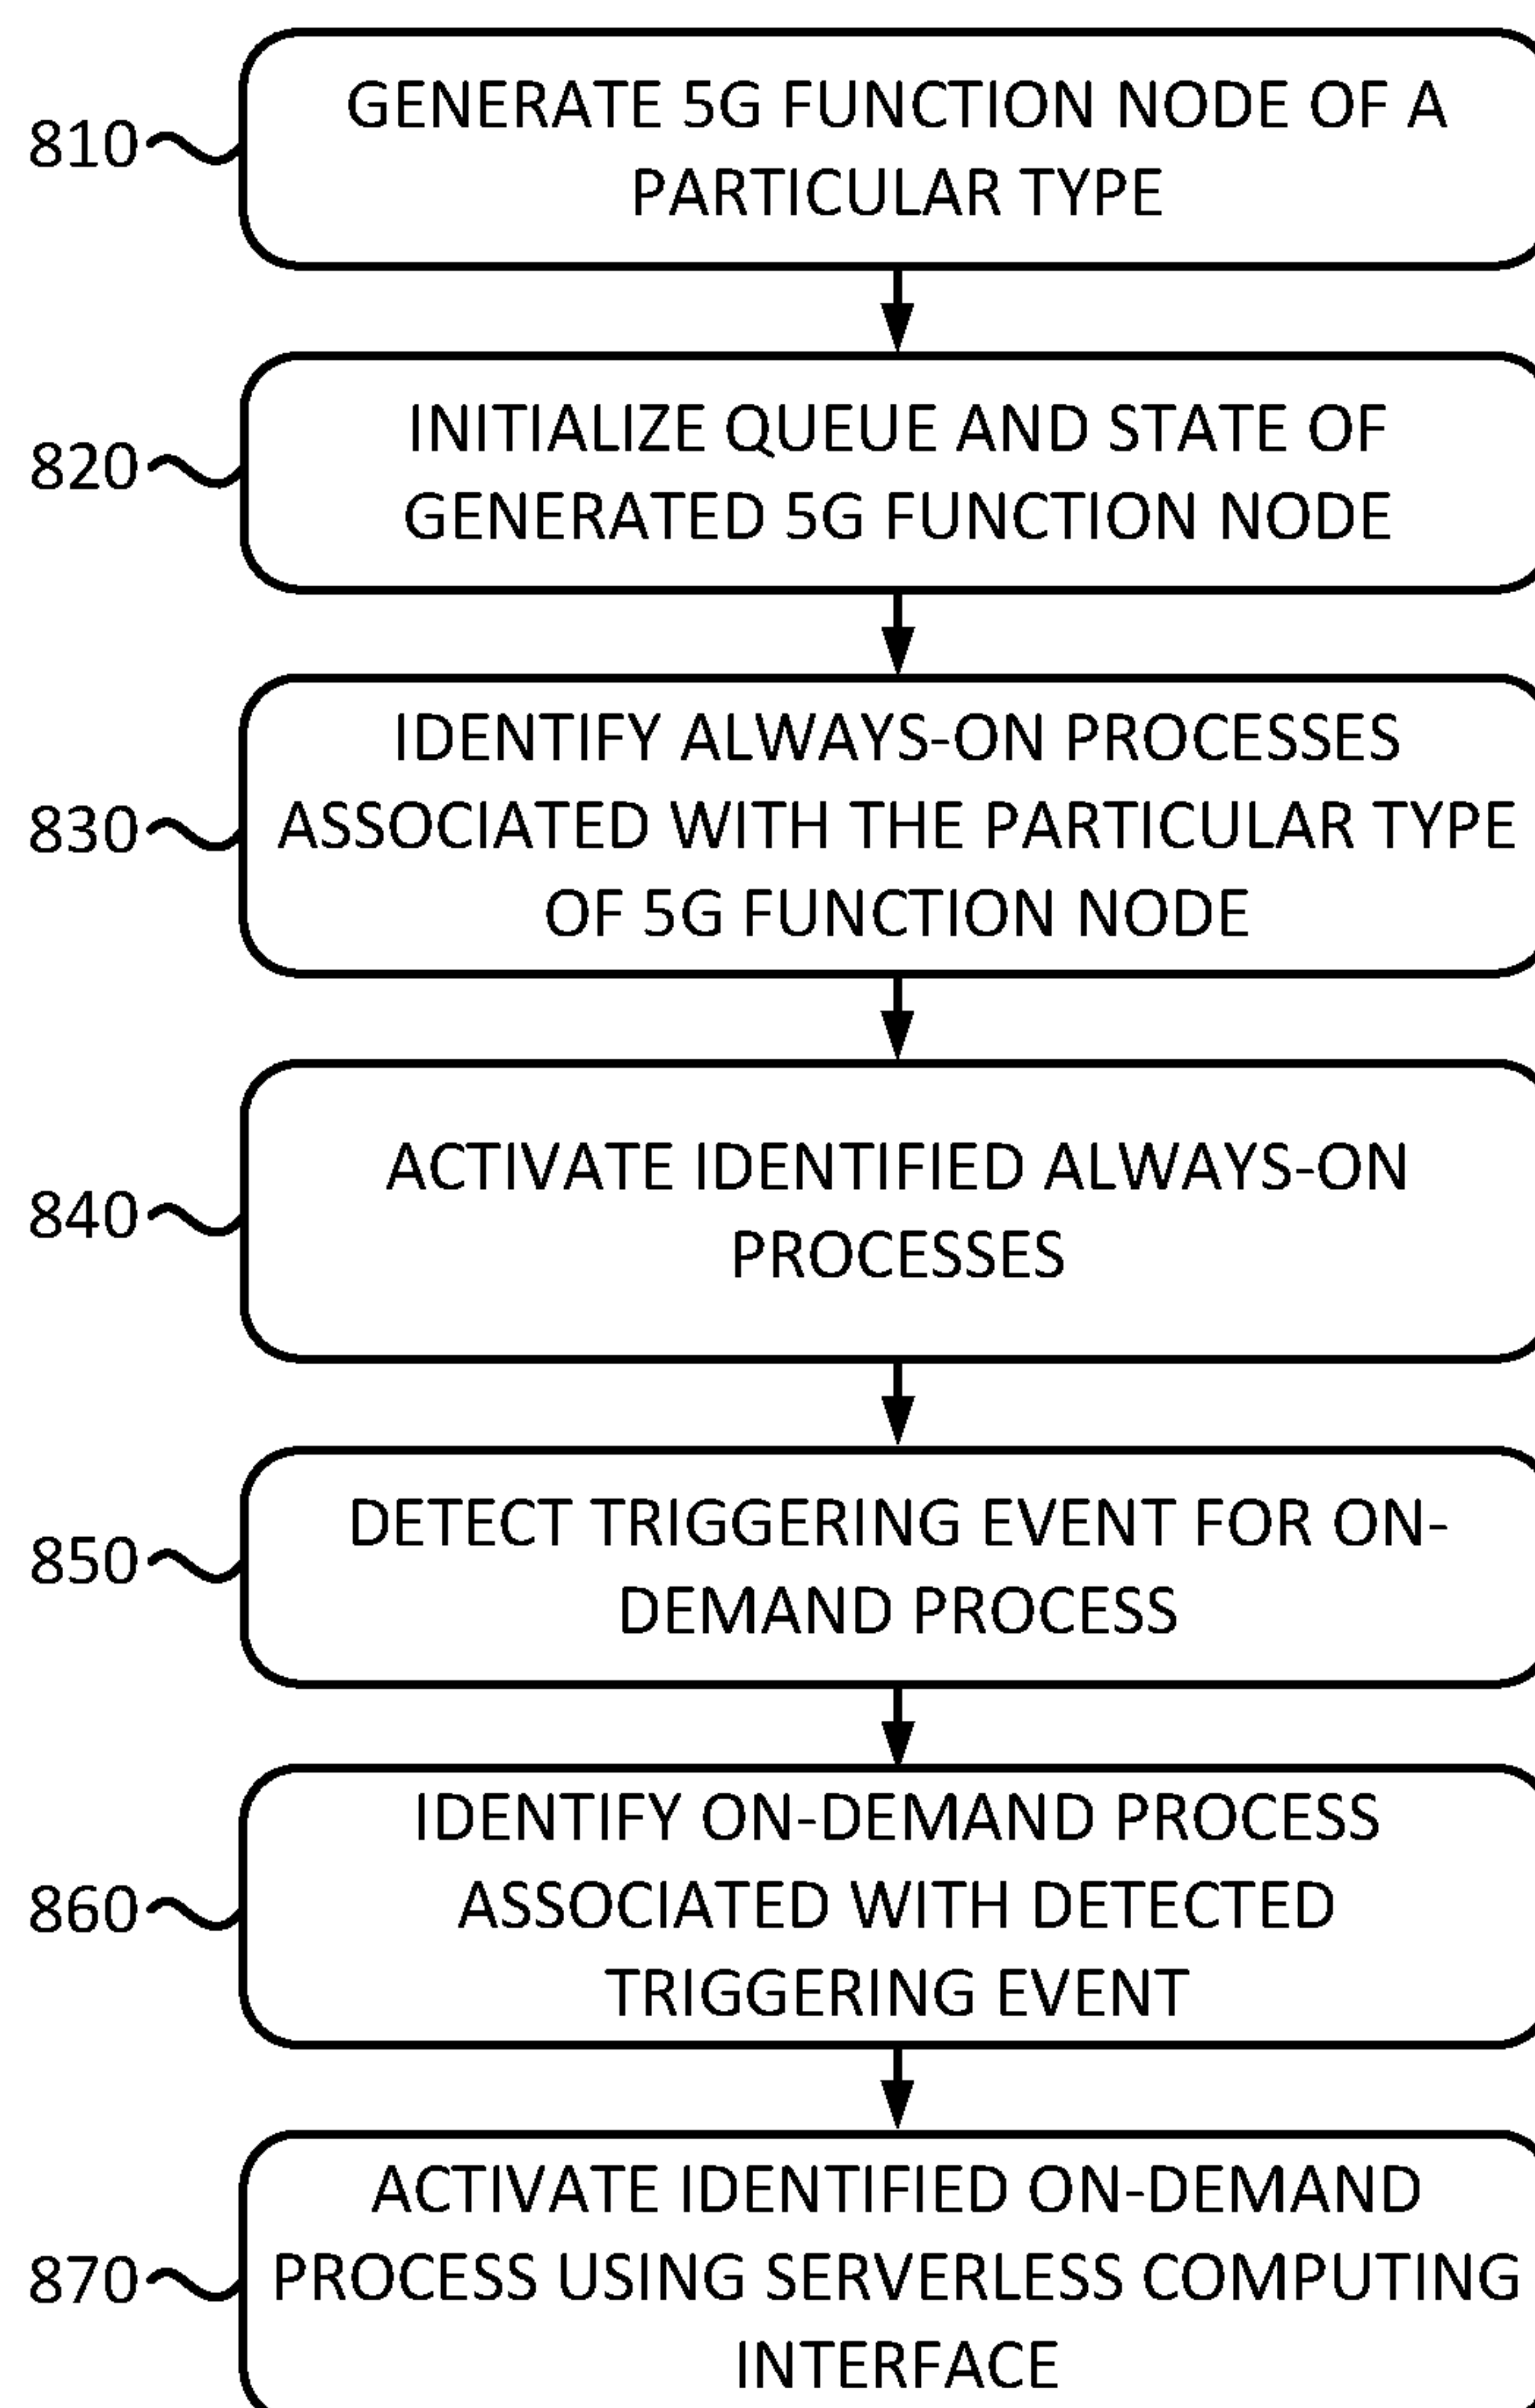 GENERATE 5G FUNCTION NODE OF A
810
PARTICULAR TYPE
INITIALIZE QUEUE AND STATE OF
820
GENERATED 5G FUNCTION NODE
IDENTIFY ALWAYS-ON PROCESSES
830
ASSOCIATED WITH THE PARTICULAR TYPE
OF 5G FUNCTION NODE
ACTIVATE IDENTIFIED ALWAYS-ON
840
PROCESSES
DETECT TRIGGERING EVENT FOR ON-
850
DEMAND PROCESS
IDENTIFY ON-DEMAND PROCESS
860
ASSOCIATED WITH DETECTED
TRIGGERING EVENT
ACTIVATE IDENTIFIED ON-DEMAND
870
PROCESS USING SERVERLESS COMPUTING
INTERFACE